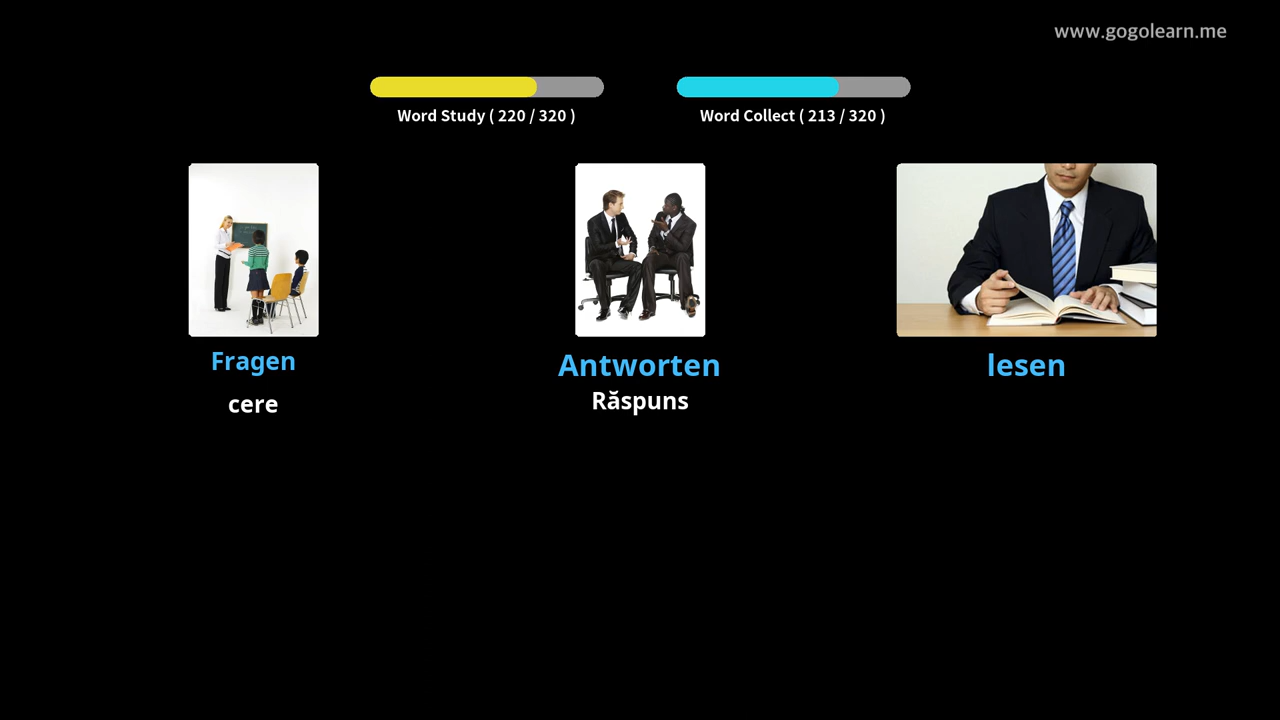 www.gogolearn.me
Word Study ( 220 / 320 )
Word Collect ( 213 / 320 )
Fragen
cere
Antworten
Răspuns
lesen